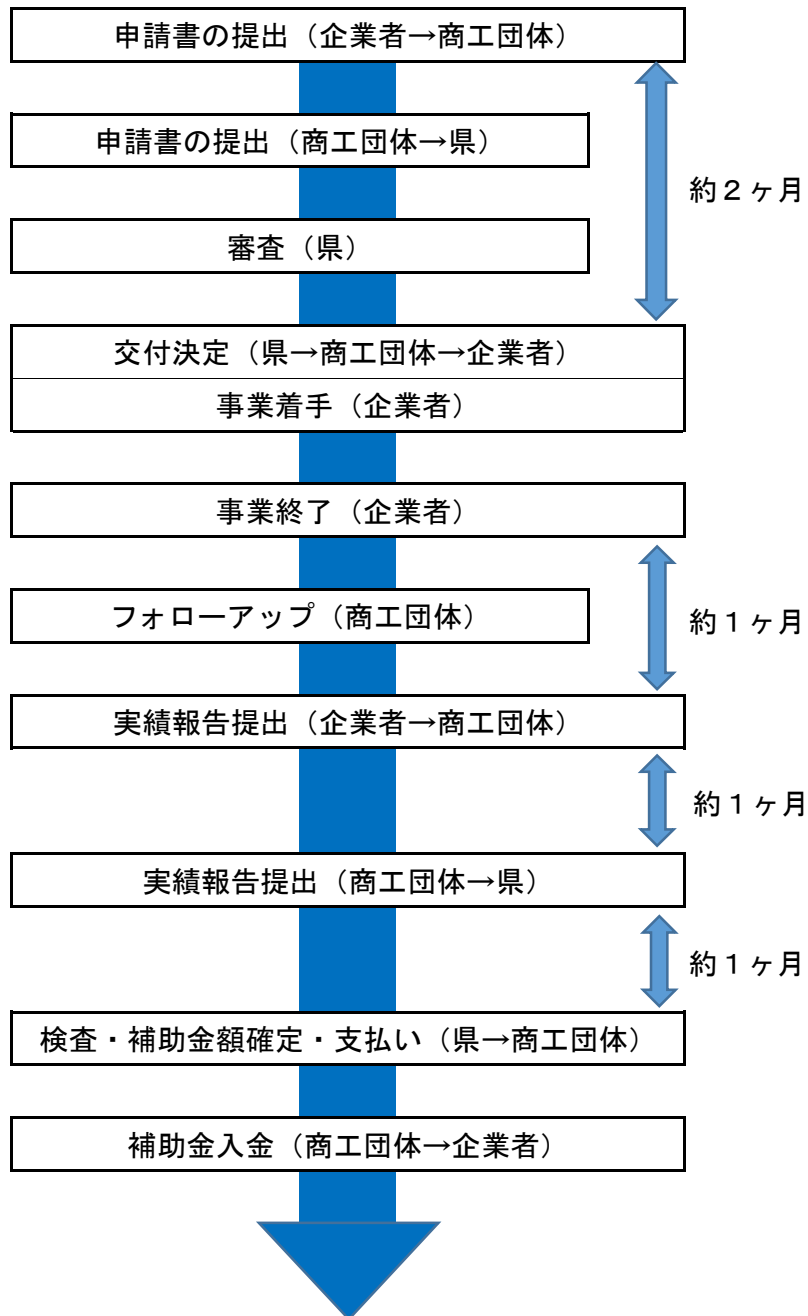 申請書の提出（企業者→商工団体）
申請書の提出（商工団体→県）
約２ヶ月
審査（県）
交付決定（県→商工団体→企業者）
事業着手（企業者）
事業終了（企業者）
フォローアップ（商工団体）
約１ヶ月
実績報告提出（企業者→商工団体）
約１ヶ月
実績報告提出（商工団体→県）
約１ヶ月
検査・補助金額確定・支払い（県→商工団体）
補助金入金（商工団体→企業者）